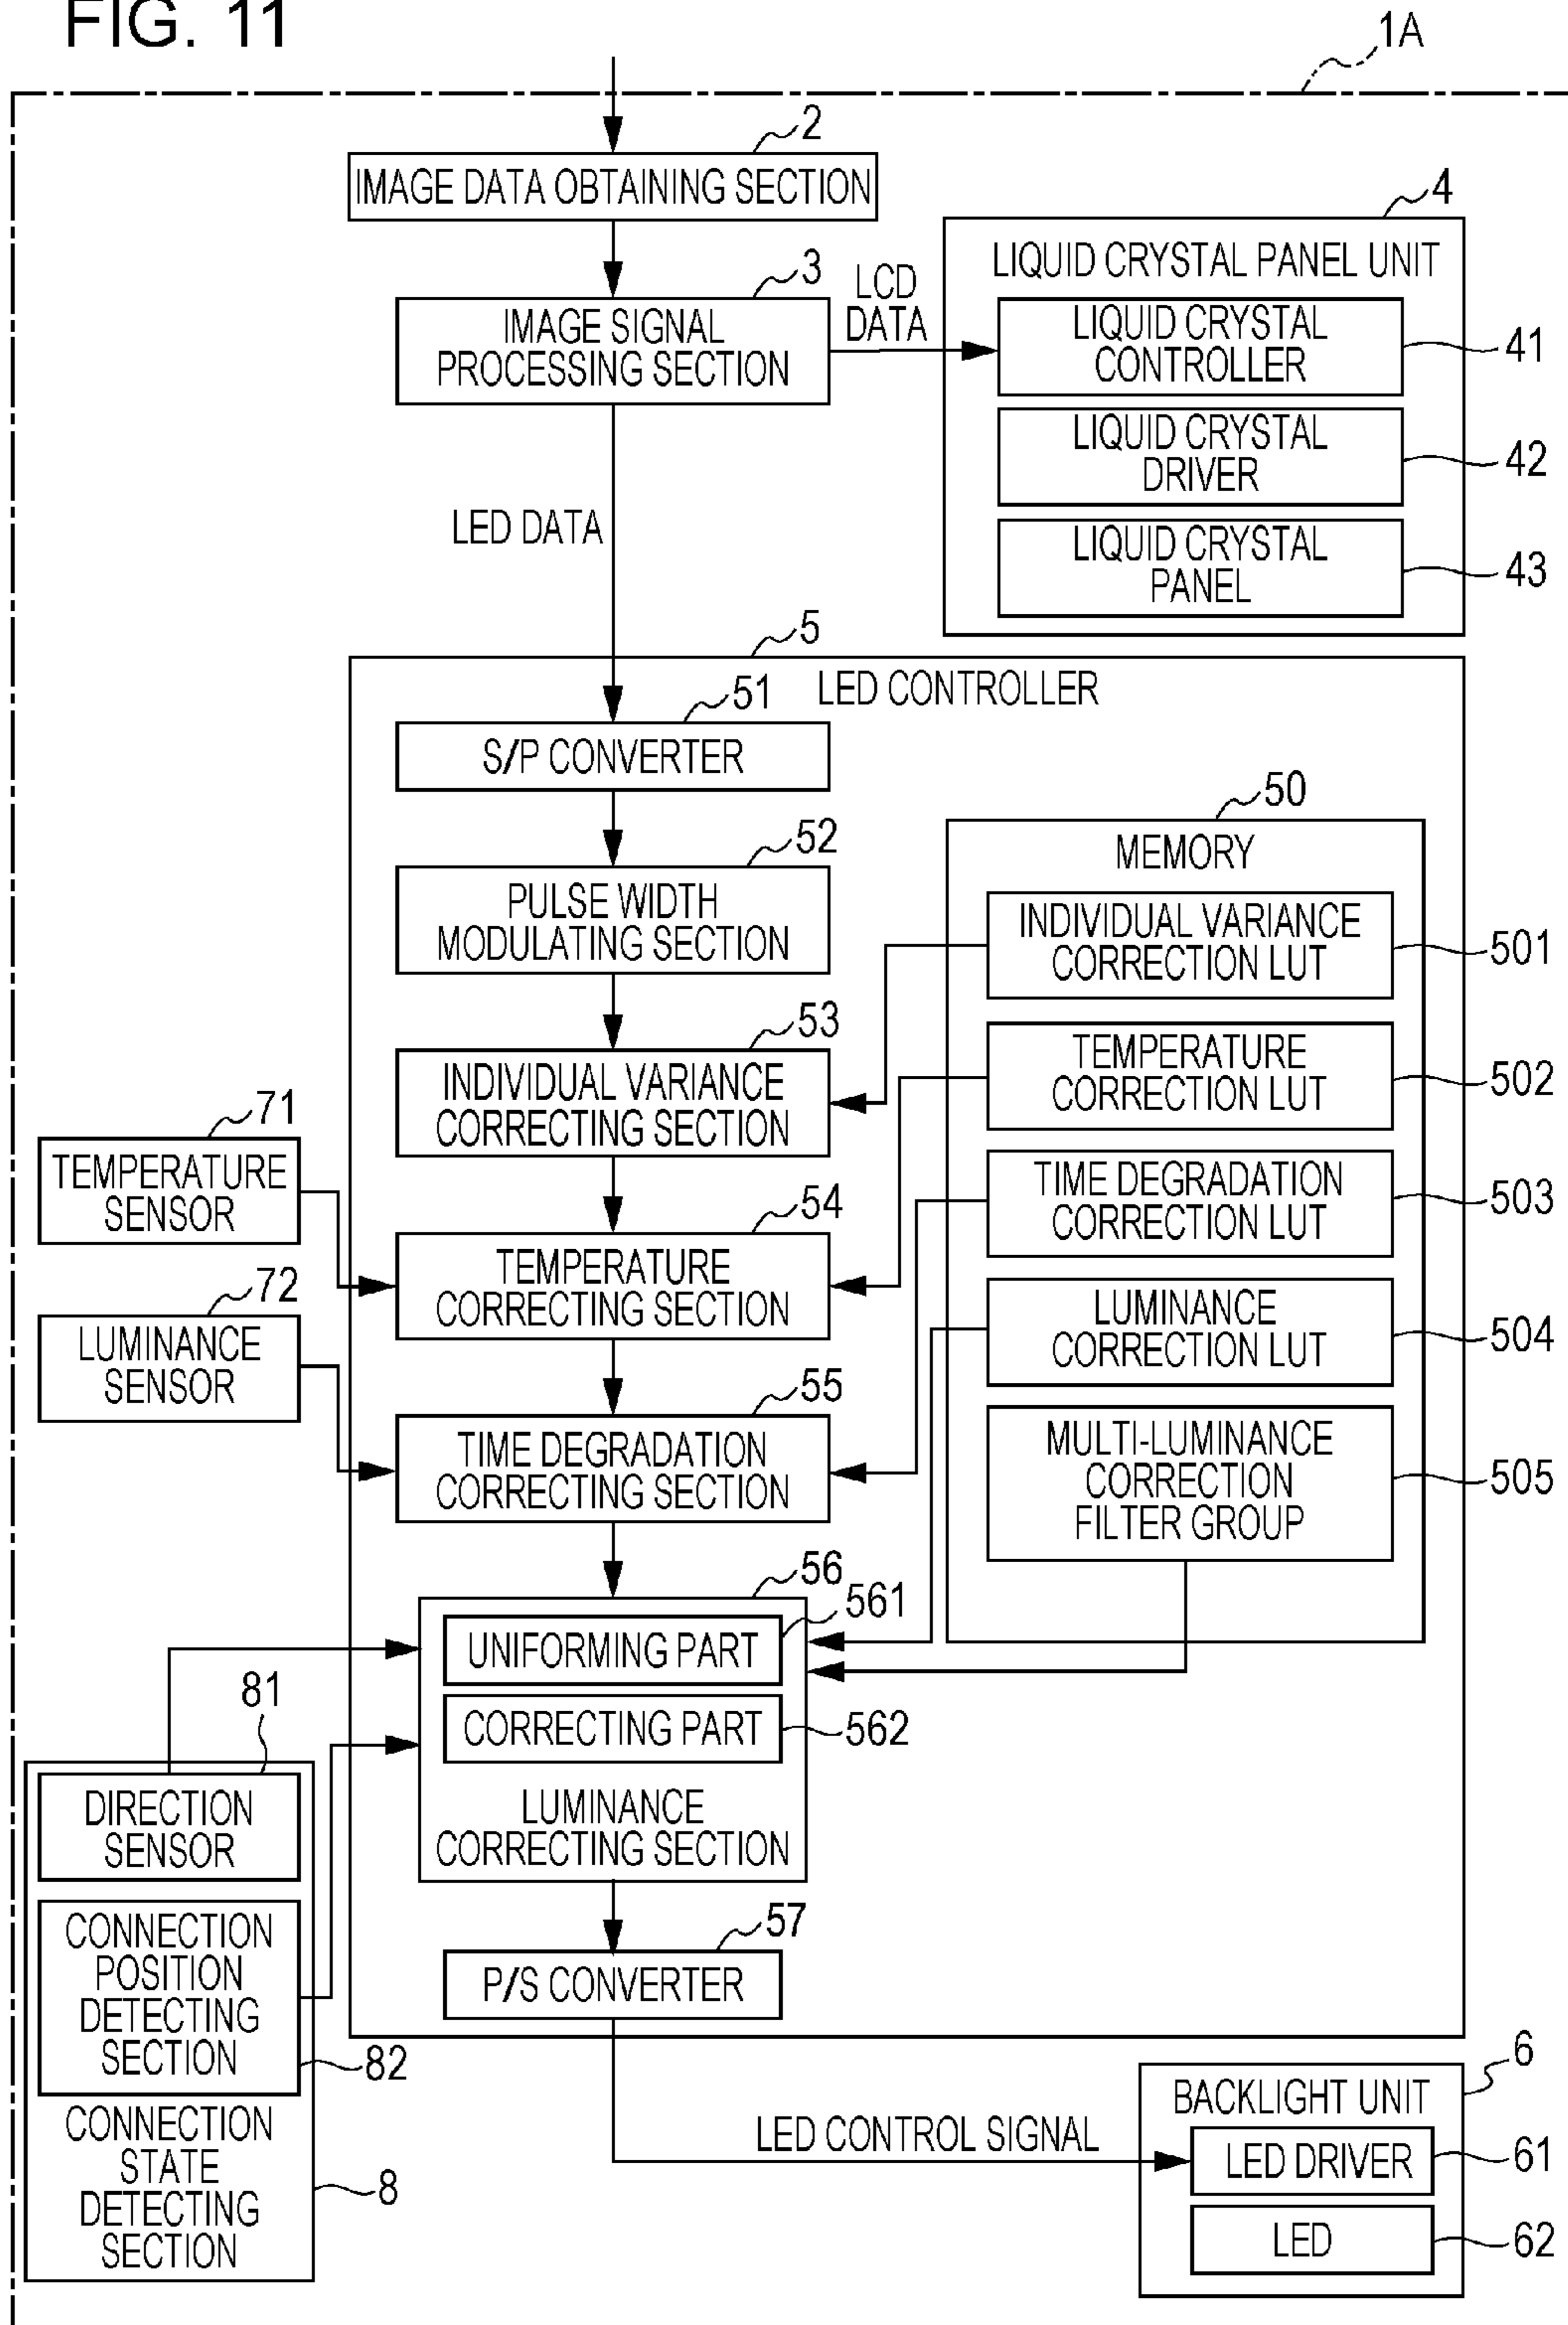 FIG. 11
1A
2
IMAGE DATA OBTAINING SECTION
3
IMAGE SIGNAL
PROCESSING SECTION
LCD
DATA
4
LIQUID CRYSTAL PANEL UNIT
LIQUID CRYSTAL
CONTROLLER
41
LIQUID CRYSTAL
DRIVER
42
LIQUID CRYSTAL
PANEL
43
LED DATA
5
LED CONTROLLER
51
S/P CONVERTER
52
PULSE WIDTH
MODULATING SECTION
53
INDIVIDUAL VARIANCE
CORRECTING SECTION
50
MEMORY
INDIVIDUAL VARIANCE
CORRECTION LUT
501
TEMPERATURE
CORRECTION LUT
502
TIME DEGRADATION
CORRECTION LUT
503
LUMINANCE
CORRECTION LUT
504
MULTI-LUMINANCE
CORRECTION
FILTER GROUP
505
71
TEMPERATURE
SENSOR
54
TEMPERATURE
CORRECTING SECTION
72
LUMINANCE
SENSOR
55
TIME DEGRADATION
CORRECTING SECTION
56
561
UNIFORMING PART
CORRECTING PART
562
LUMINANCE
CORRECTING SECTION
81
DIRECTION
SENSOR
CONNECTION
POSITION
DETECTING
SECTION
82
CONNECTION
STATE
DETECTING
SECTION
8
57
P/S CONVERTER
LED CONTROL SIGNAL
6
BACKLIGHT UNIT
LED DRIVER
61
LED
62